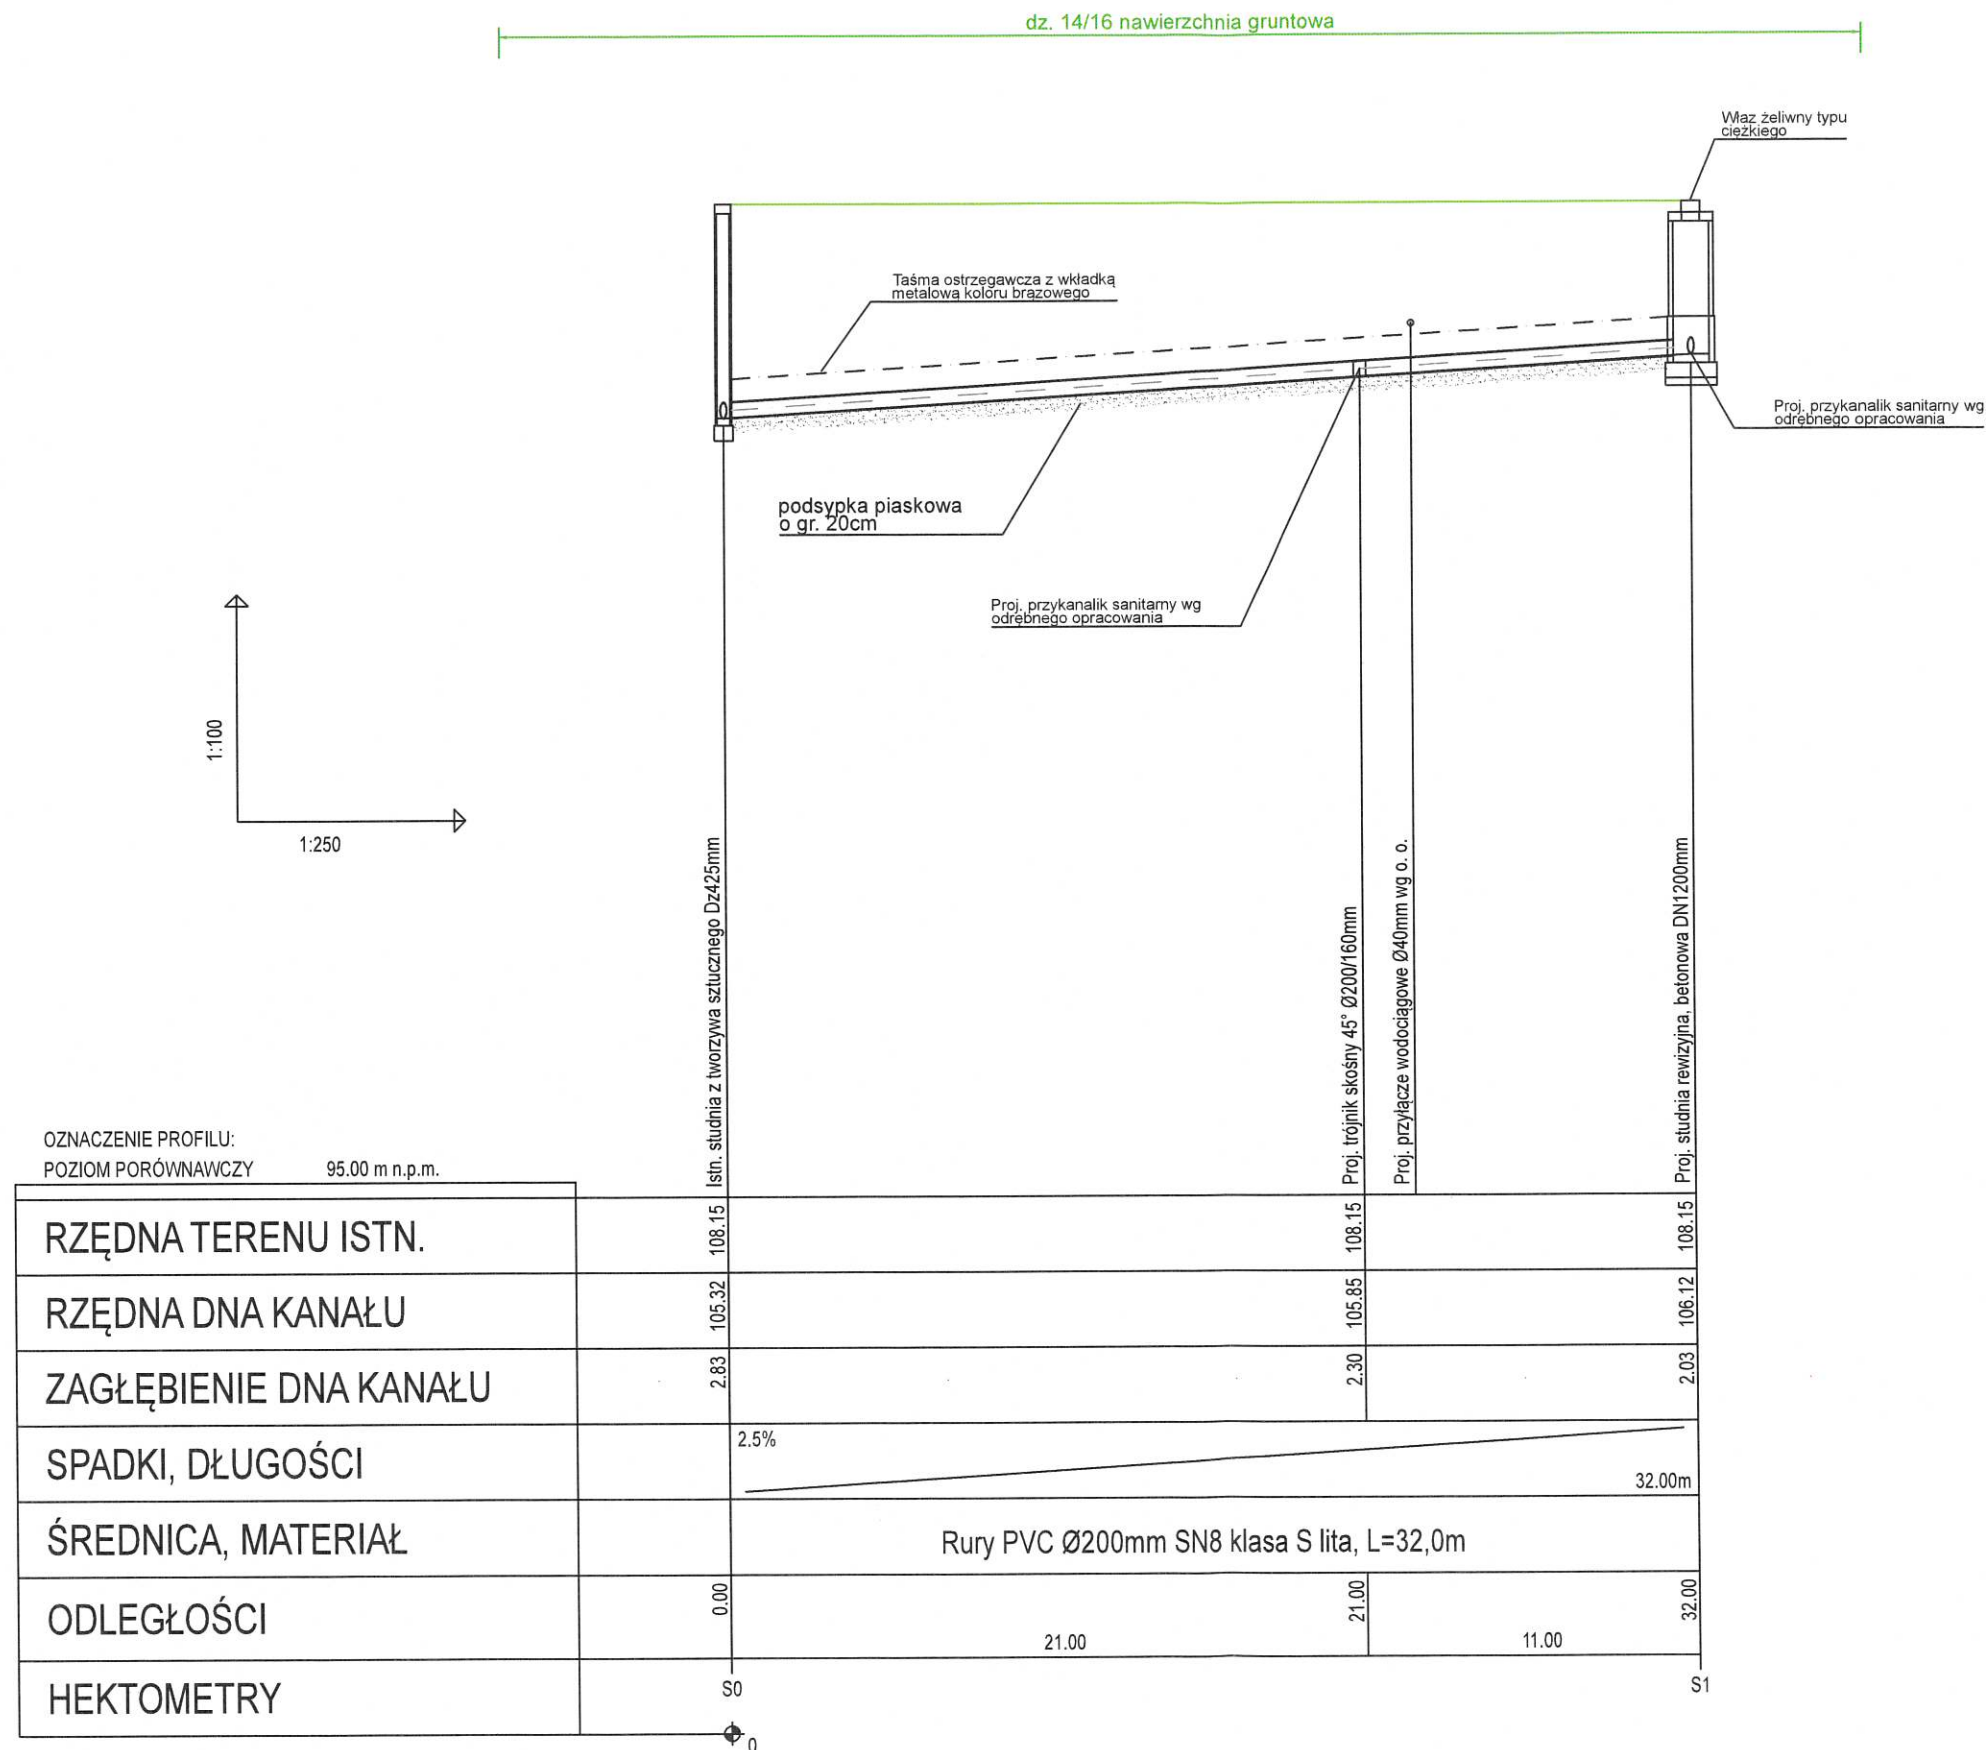 dz. 14/16 nawierzchnia gruntowa
Właz żeliwny typu
ciężkiego
Taśma ostrzegawcza z wkładką
metalową koloru brązowego
Proj. przykanalik sanitarny wg
odrębnego opracowania
podsypka piaskowa
o gr. 20cm
Proj. przykanalik sanitarny wg
odrębnego opracowania
1:100
1:250
Istn. studnia z tworzywa sztucznego Dz425mm
Proj. trójnik skośny 45° Ø200/160mm
Proj. przyłącze wodociągowe Ø40mm wg o. o.
Proj. studnia rewizyjna, betonowa DN1200mm
OZNACZENIE PROFILU:
POZIOM PORÓWNAWCZY 95.00 m n.p.m.
RZĘDNA TERENU ISTN. 108.15 108.15 108.15
RZĘDNA DNA KANAŁU 105.32 105.85 106.12
ZAGŁĘBIENIE DNA KANAŁU 2.83 2.30 2.03
SPADKI, DŁUGOŚCI 2.5% 32.00m
ŚREDNICA, MATERIAŁ Rury PVC Ø200mm SN8 klasa S lita, L=32,0m
ODLEGŁOŚCI 0.00 21.00 21.00 11.00 32.00
HEKTOMETRY S0 S1
0